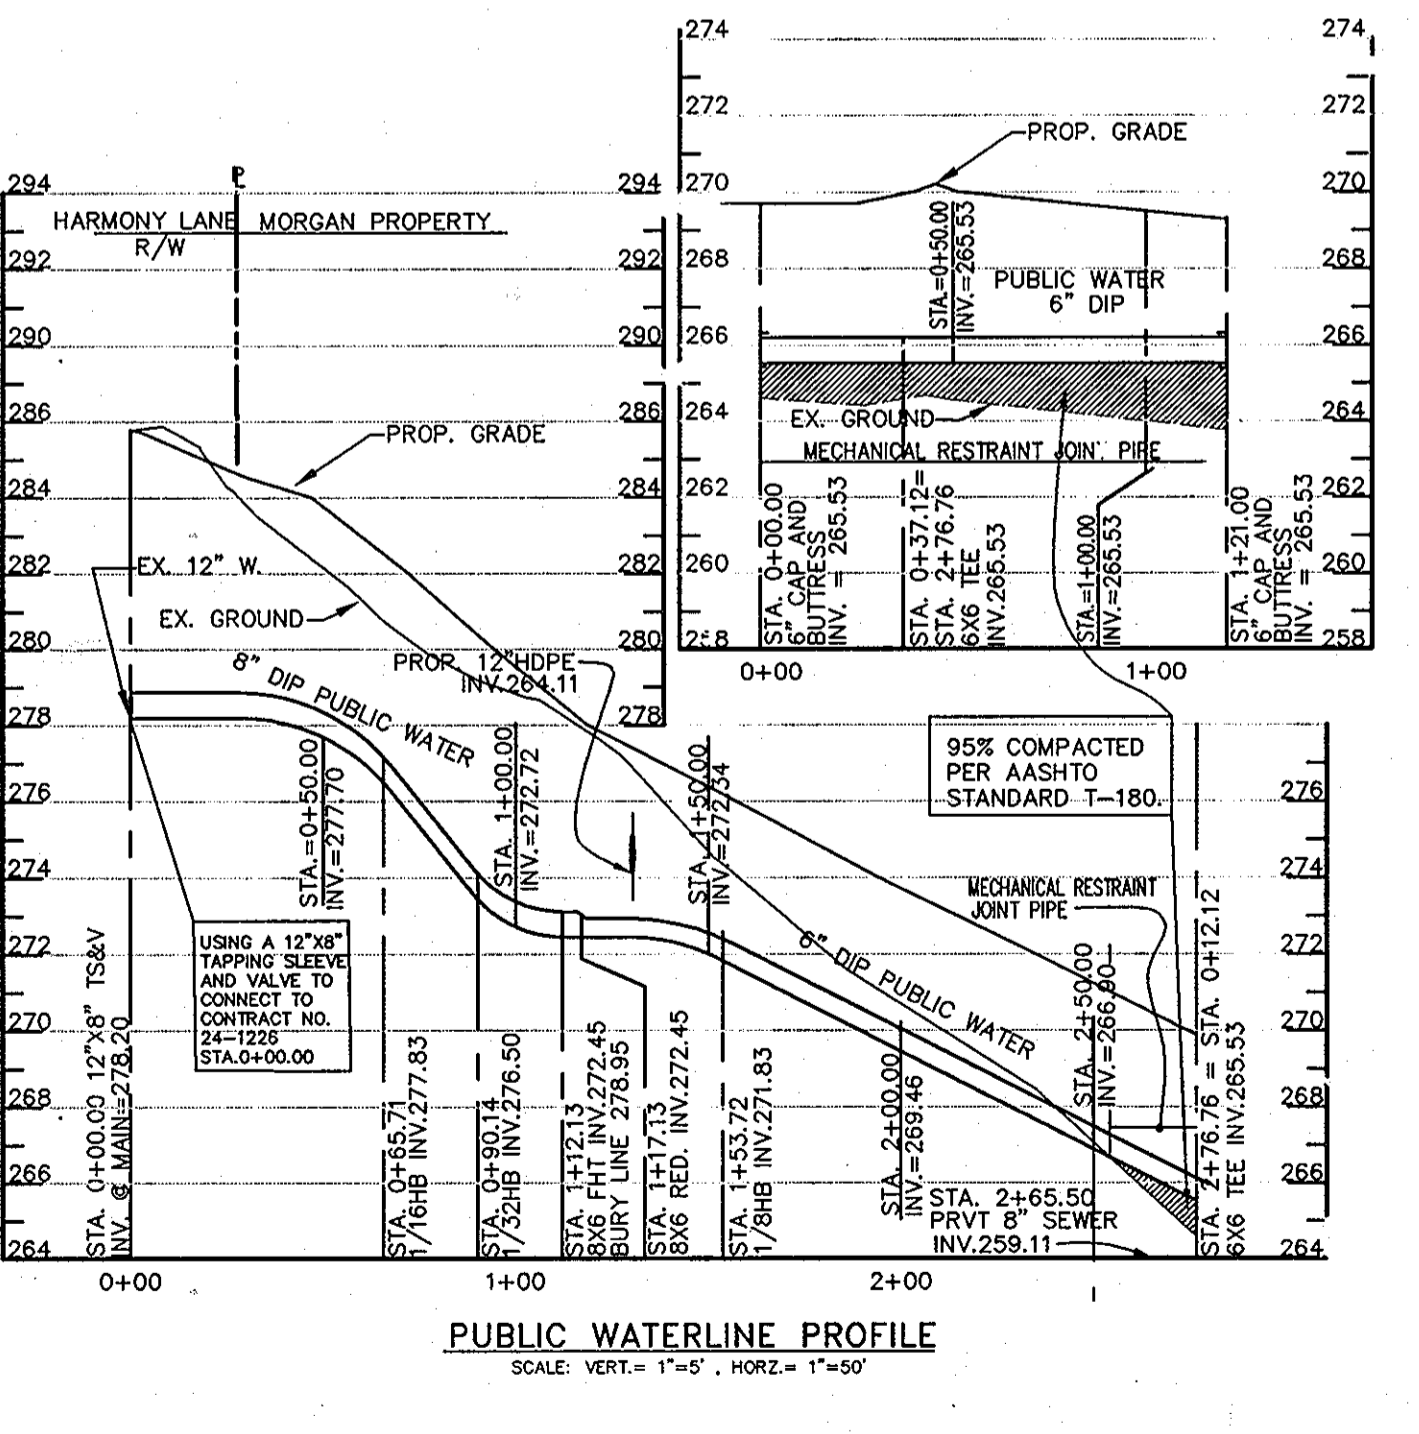 274
274
272
272
PROP. GRADE
270
270
268
268
STA.=0+50.00
INV.=265.53
PUBLIC WATER
6" DIP
266
266
264
264
EX. GROUND
MECHANICAL RESTRAINT JOINT PIPE
262
262
260
260
258
258
STA. 0+00.00
6" CAP AND
BUTTRESS
INV. = 265.53
STA. 0+37.12=
STA. 2+76.76
6X6 TEE
INV.265.53
STA.=1+00.00
INV.=265.53
STA. 1+21.00
6" CAP AND
BUTTRESS
INV. = 265.53
0+00
1+00
294
294
HARMONY LANE
R/W
MORGAN PROPERTY
292
292
290
290
286
286
PROP. GRADE
284
284
EX. 12" W.
282
282
EX. GROUND
280
280
8" DIP PUBLIC WATER
PROP. 12"HDPE
INV.264.11
278
278
STA.=0+50.00
INV.=277.70
STA. 1+00.00
INV.=272.72
STA. 1+50.00
INV.=272.34
95% COMPACTED
PER AASHTO
STANDARD T-180.
276
276
274
274
MECHANICAL RESTRAINT
JOINT PIPE
272
272
USING A 12"X8"
TAPPING SLEEVE
AND VALVE TO
CONNECT TO
CONTRACT NO.
24-1226
STA.0+00.00
6" DIP PUBLIC WATER
270
270
268
268
266
266
264
264
STA. 0+00.00 12"X8" TS&V
INV. @ MAIN=278.20
STA. 0+65.71
1/16HB INV.277.83
STA. 0+90.14
1/32HB INV.276.50
STA. 1+12.13
8X6 FHT INV.272.45
BURY LINE 278.95
STA. 1+17.13
8X6 RED. INV.272.45
STA. 1+53.72
1/8HB INV.271.83
STA. 2+00.00
INV.=269.46
STA. 2+50.00
INV.=266.90
STA. 2+65.50
PRVT 8" SEWER
INV.259.11
STA. 2+76.76 = STA. 0+12.12
6X6 TEE INV.265.53
0+00
1+00
2+00
PUBLIC WATERLINE PROFILE
SCALE: VERT.= 1"=5' , HORZ.= 1"=50'